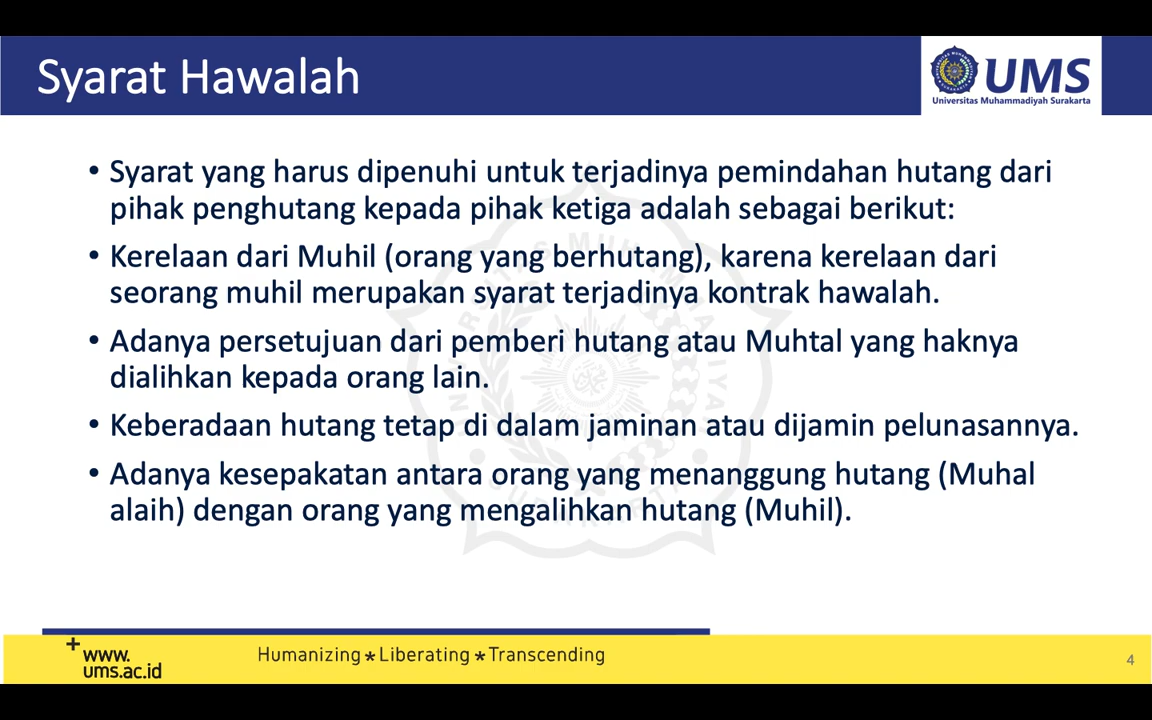 Syarat Hawalah
UMS
Universitas Muhammadiyah Surakarta
• Syarat yang harus dipenuhi untuk terjadinya pemindahan hutang dari
pihak penghutang kepada pihak ketiga adalah sebagai berikut:
• Kerelaan dari Muhil (orang yang berhutang), karena kerelaan dari
seorang muhil merupakan syarat terjadinya kontrak hawalah.
• Adanya persetujuan dari pemberi hutang atau Muhtal yang haknya
dialihkan kepada orang lain.
• Keberadaan hutang tetap di dalam jaminan atau dijamin pelunasannya.
• Adanya kesepakatan antara orang yang menanggung hutang (Muhal
alaih) dengan orang yang mengalihkan hutang (Muhil).
www.
ums.ac.id
Humanizing * Liberating * Transcending
4